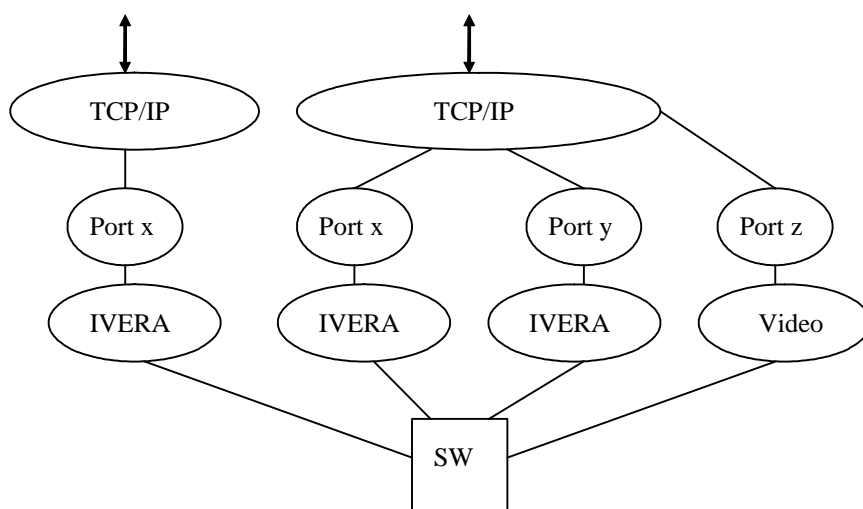 TCP/IP
TCP/IP
Port x
Port x
Port y
Port z
IVERA
IVERA
IVERA
Video
SW